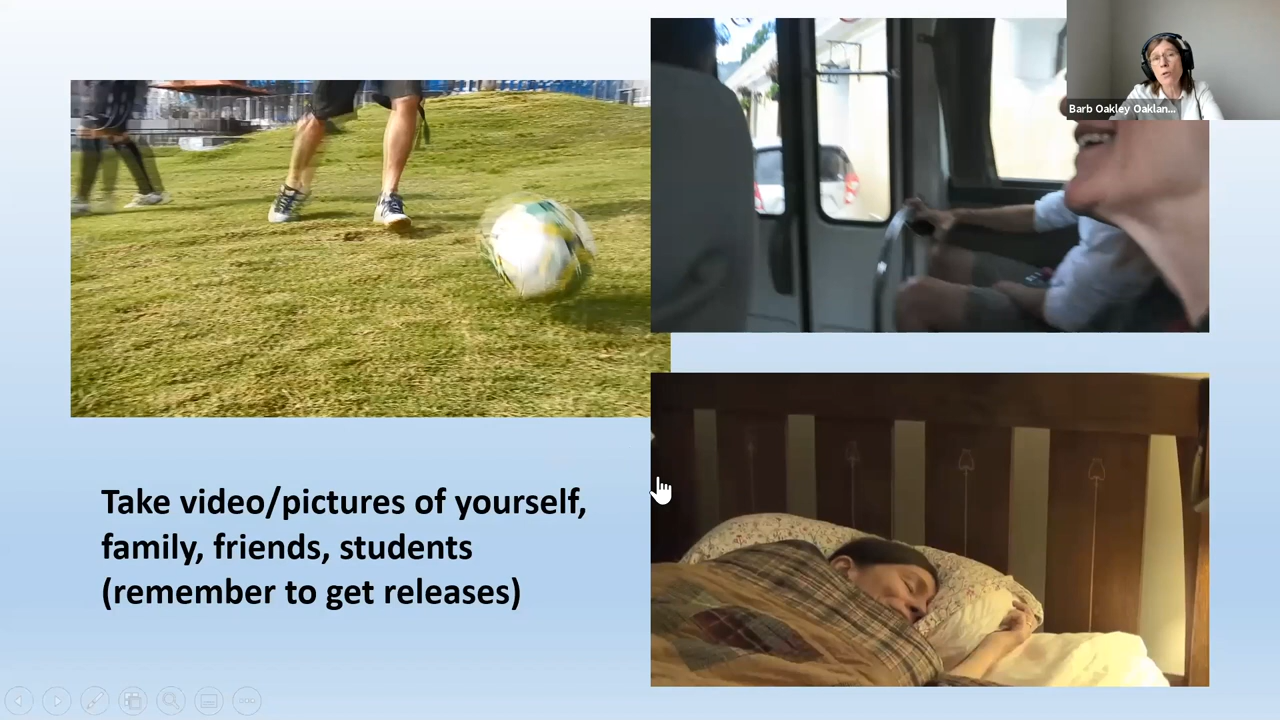 Barb Oakley Oaklan...
Take video/pictures of yourself,
family, friends, students
(remember to get releases)